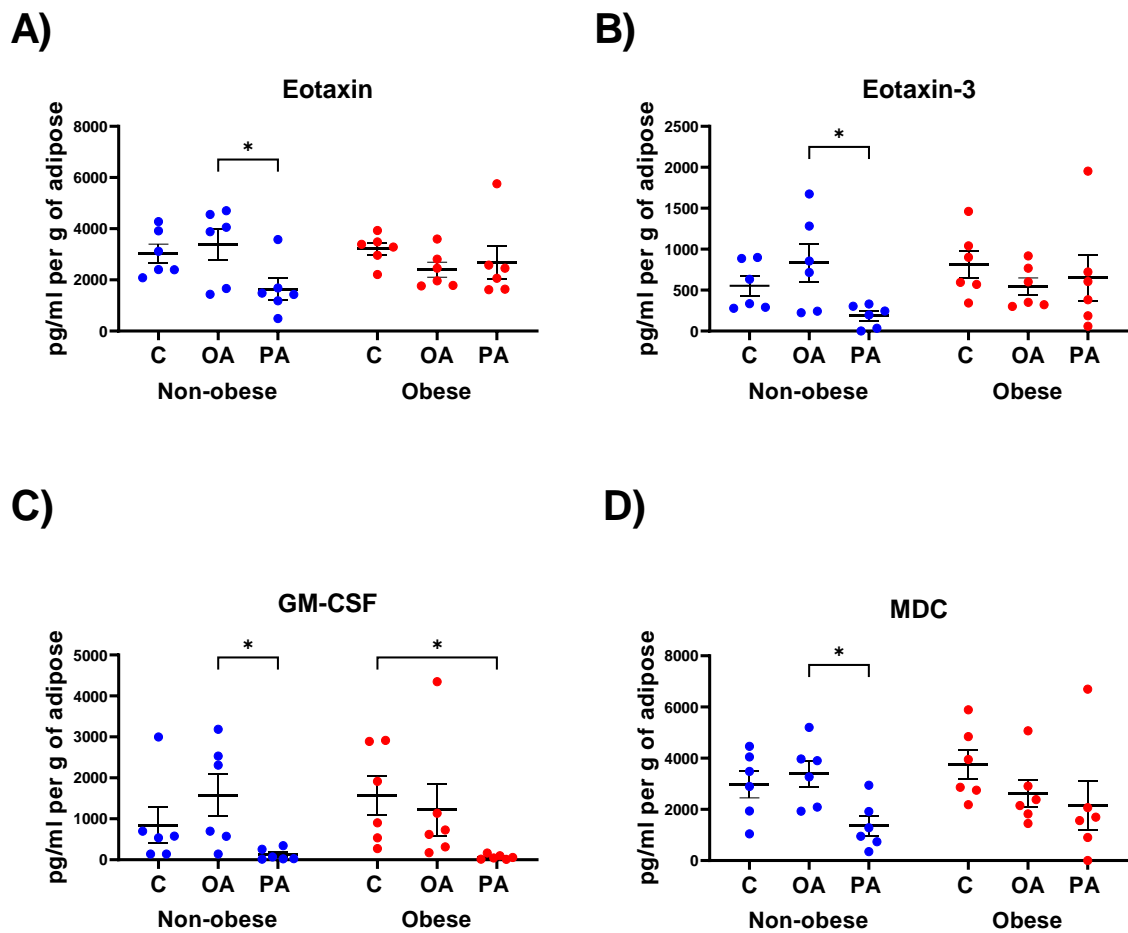 A)
Eotaxin
pg/ml per g of adipose
8000
6000
4000
2000
0
*
C OA PA C OA PA
Non-obese Obese
B)
Eotaxin-3
pg/ml per g of adipose
2500
2000
1500
1000
500
0
*
C OA PA C OA PA
Non-obese Obese
C)
GM-CSF
pg/ml per g of adipose
5000
4000
3000
2000
1000
0
* *
C OA PA C OA PA
Non-obese Obese
D)
MDC
pg/ml per g of adipose
8000
6000
4000
2000
0
*
C OA PA C OA PA
Non-obese Obese